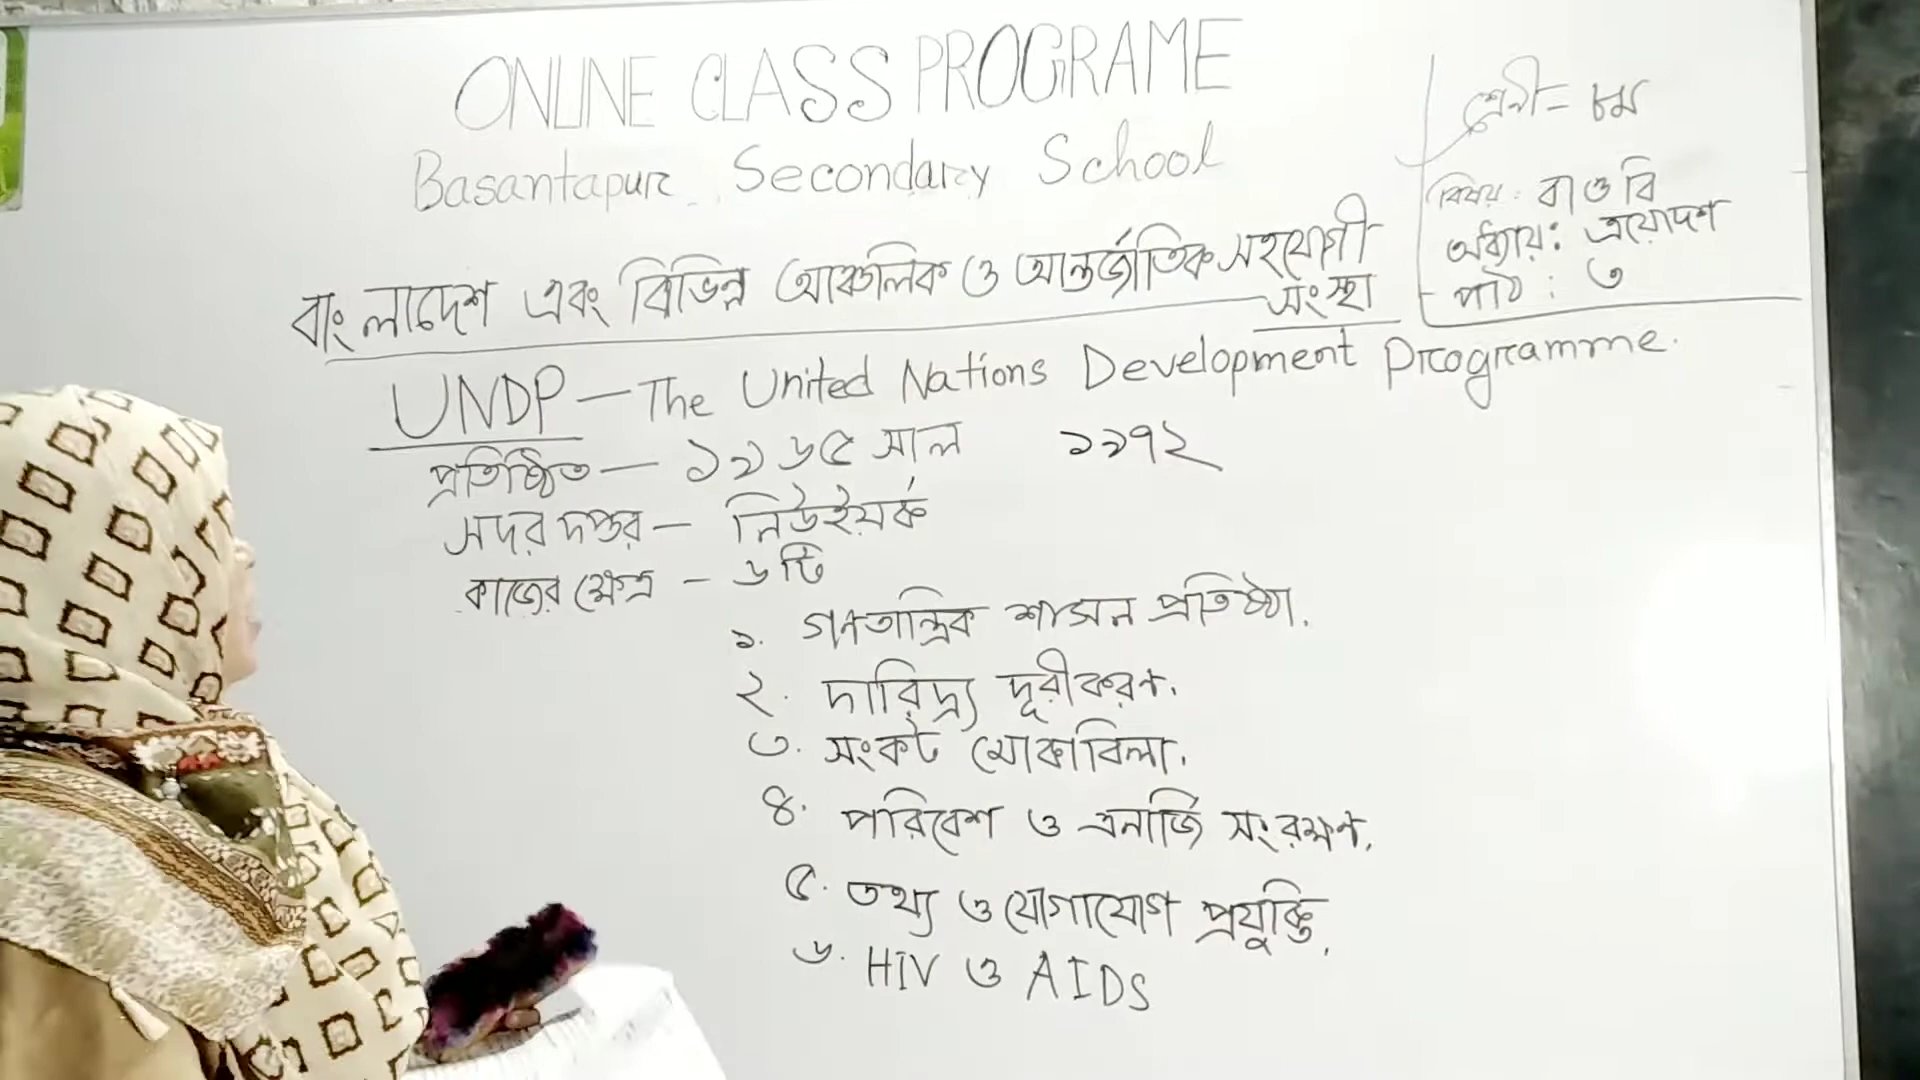 ONLINE CLASS PROGRAME
Basantapur Secondary School
শ্রেনী = ৮ম
বিষয় : বা ও বি
অধ্যায় : ত্রয়োদশ
পাঠ : ৩
বাংলাদেশ এবং বিভিন্ন আঞ্চলিক ও আন্তর্জাতিক সহযোগী
সংস্থা
UNDP — The United Nations Development Programme.
প্রতিষ্ঠিত — ১৯৬৫ সাল ১৯৭২
সদর দপ্তর — নিউইয়র্ক
কাজের ক্ষেত্র - ৬টি
১. গণতান্ত্রিক শাসন প্রতিষ্ঠা.
২. দারিদ্র্য দূরীকরণ.
৩. সংকট মোকাবিলা.
৪. পরিবেশ ও এনার্জি সংরক্ষণ.
৫. তথ্য ও যোগাযোগ প্রযুক্তি.
৬. HIV ও AIDS